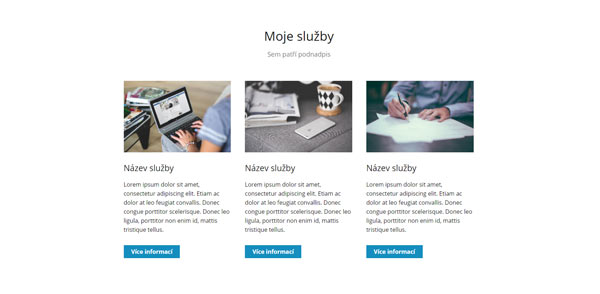 Moje služby
Sem patří podnadpis
Název služby
Lorem ipsum dolor sit amet,
consectetur adipiscing elit. Etiam ac
dolor at leo feugiat convallis. Donec
congue porttitor scelerisque. Donec leo
ligula, porttitor non enim id, mattis
tristique tellus.
Více informací
Název služby
Lorem ipsum dolor sit amet,
consectetur adipiscing elit. Etiam ac
dolor at leo feugiat convallis. Donec
congue porttitor scelerisque. Donec leo
ligula, porttitor non enim id, mattis
tristique tellus.
Více informací
Název služby
Lorem ipsum dolor sit amet,
consectetur adipiscing elit. Etiam ac
dolor at leo feugiat convallis. Donec
congue porttitor scelerisque. Donec leo
ligula, porttitor non enim id, mattis
tristique tellus.
Více informací